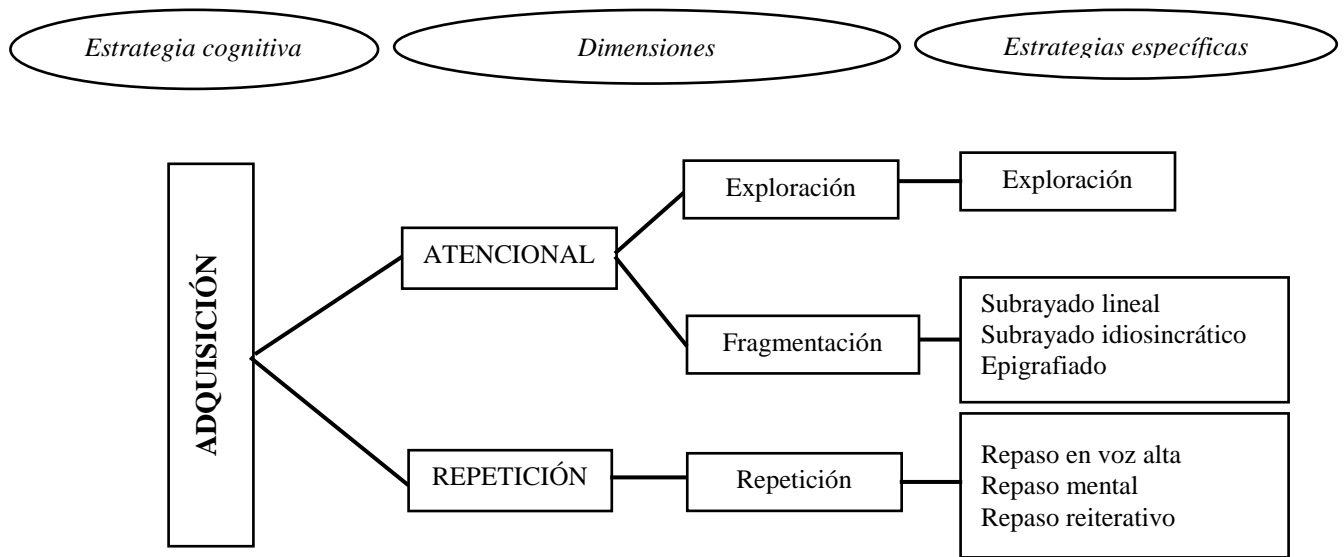 Estrategia cognitiva
Dimensiones
Estrategias específicas
ADQUISICIÓN
ATENCIONAL
Exploración
Exploración
Fragmentación
Subrayado lineal
Subrayado idiosincrático
Epigrafiado
REPETICIÓN
Repetición
Repaso en voz alta
Repaso mental
Repaso reiterativo